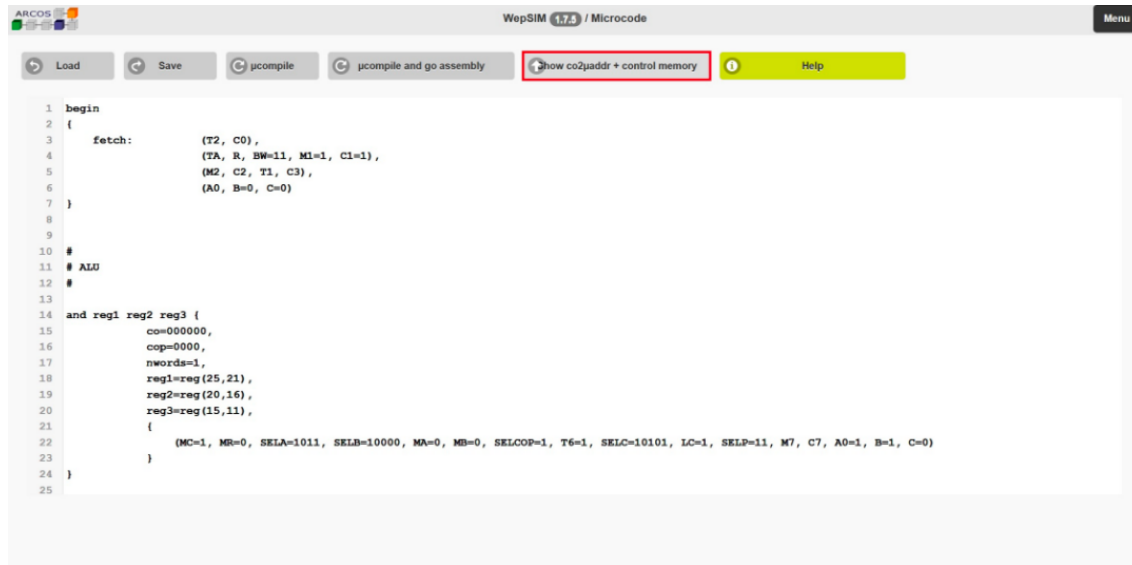 ARCOS
WepSIM 1.7.5 / Microcode
Menu
Load
Save
µcompile
µcompile and go assembly
Show co2µaddr + control memory
Help
1 begin
2 {
3 fetch: (T2, C0),
4 (TA, R, BW=11, M1=1, C1=1),
5 (M2, C2, T1, C3),
6 (A0, B=0, C=0)
7 }
8
9
10 #
11 # ALU
12 #
13
14 and reg1 reg2 reg3 {
15 co=000000,
16 cop=0000,
17 nwords=1,
18 reg1=reg(25,21),
19 reg2=reg(20,16),
20 reg3=reg(15,11),
21 {
22 (MC=1, MR=0, SELA=1011, SELB=10000, MA=0, MB=0, SELCOP=1, T6=1, SELC=10101, LC=1, SELP=11, M7, C7, A0=1, B=1, C=0)
23 }
24 }
25